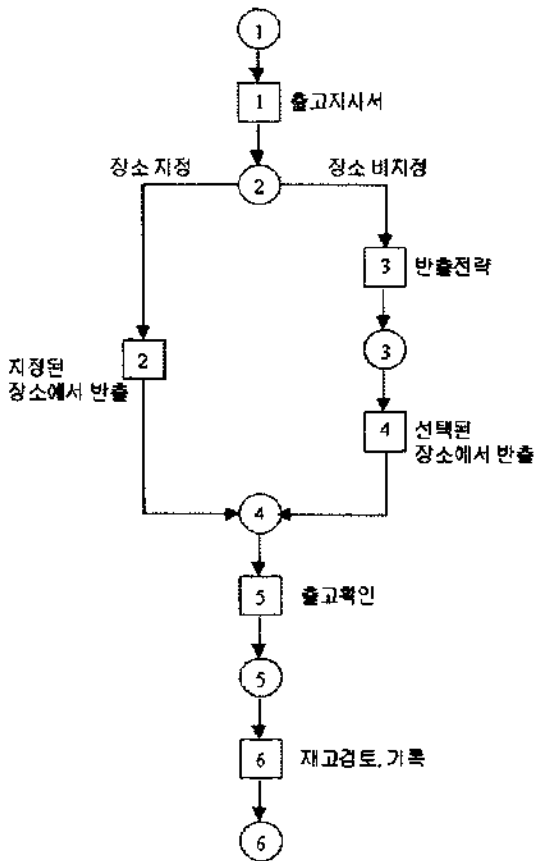 1
1 출고지시서
장소 지정 장소 비지정
2
3 반출전략
3
2
지정된
장소에서 반출
4 선택된
장소에서 반출
4
5 출고확인
5
6 재고검토, 기록
6